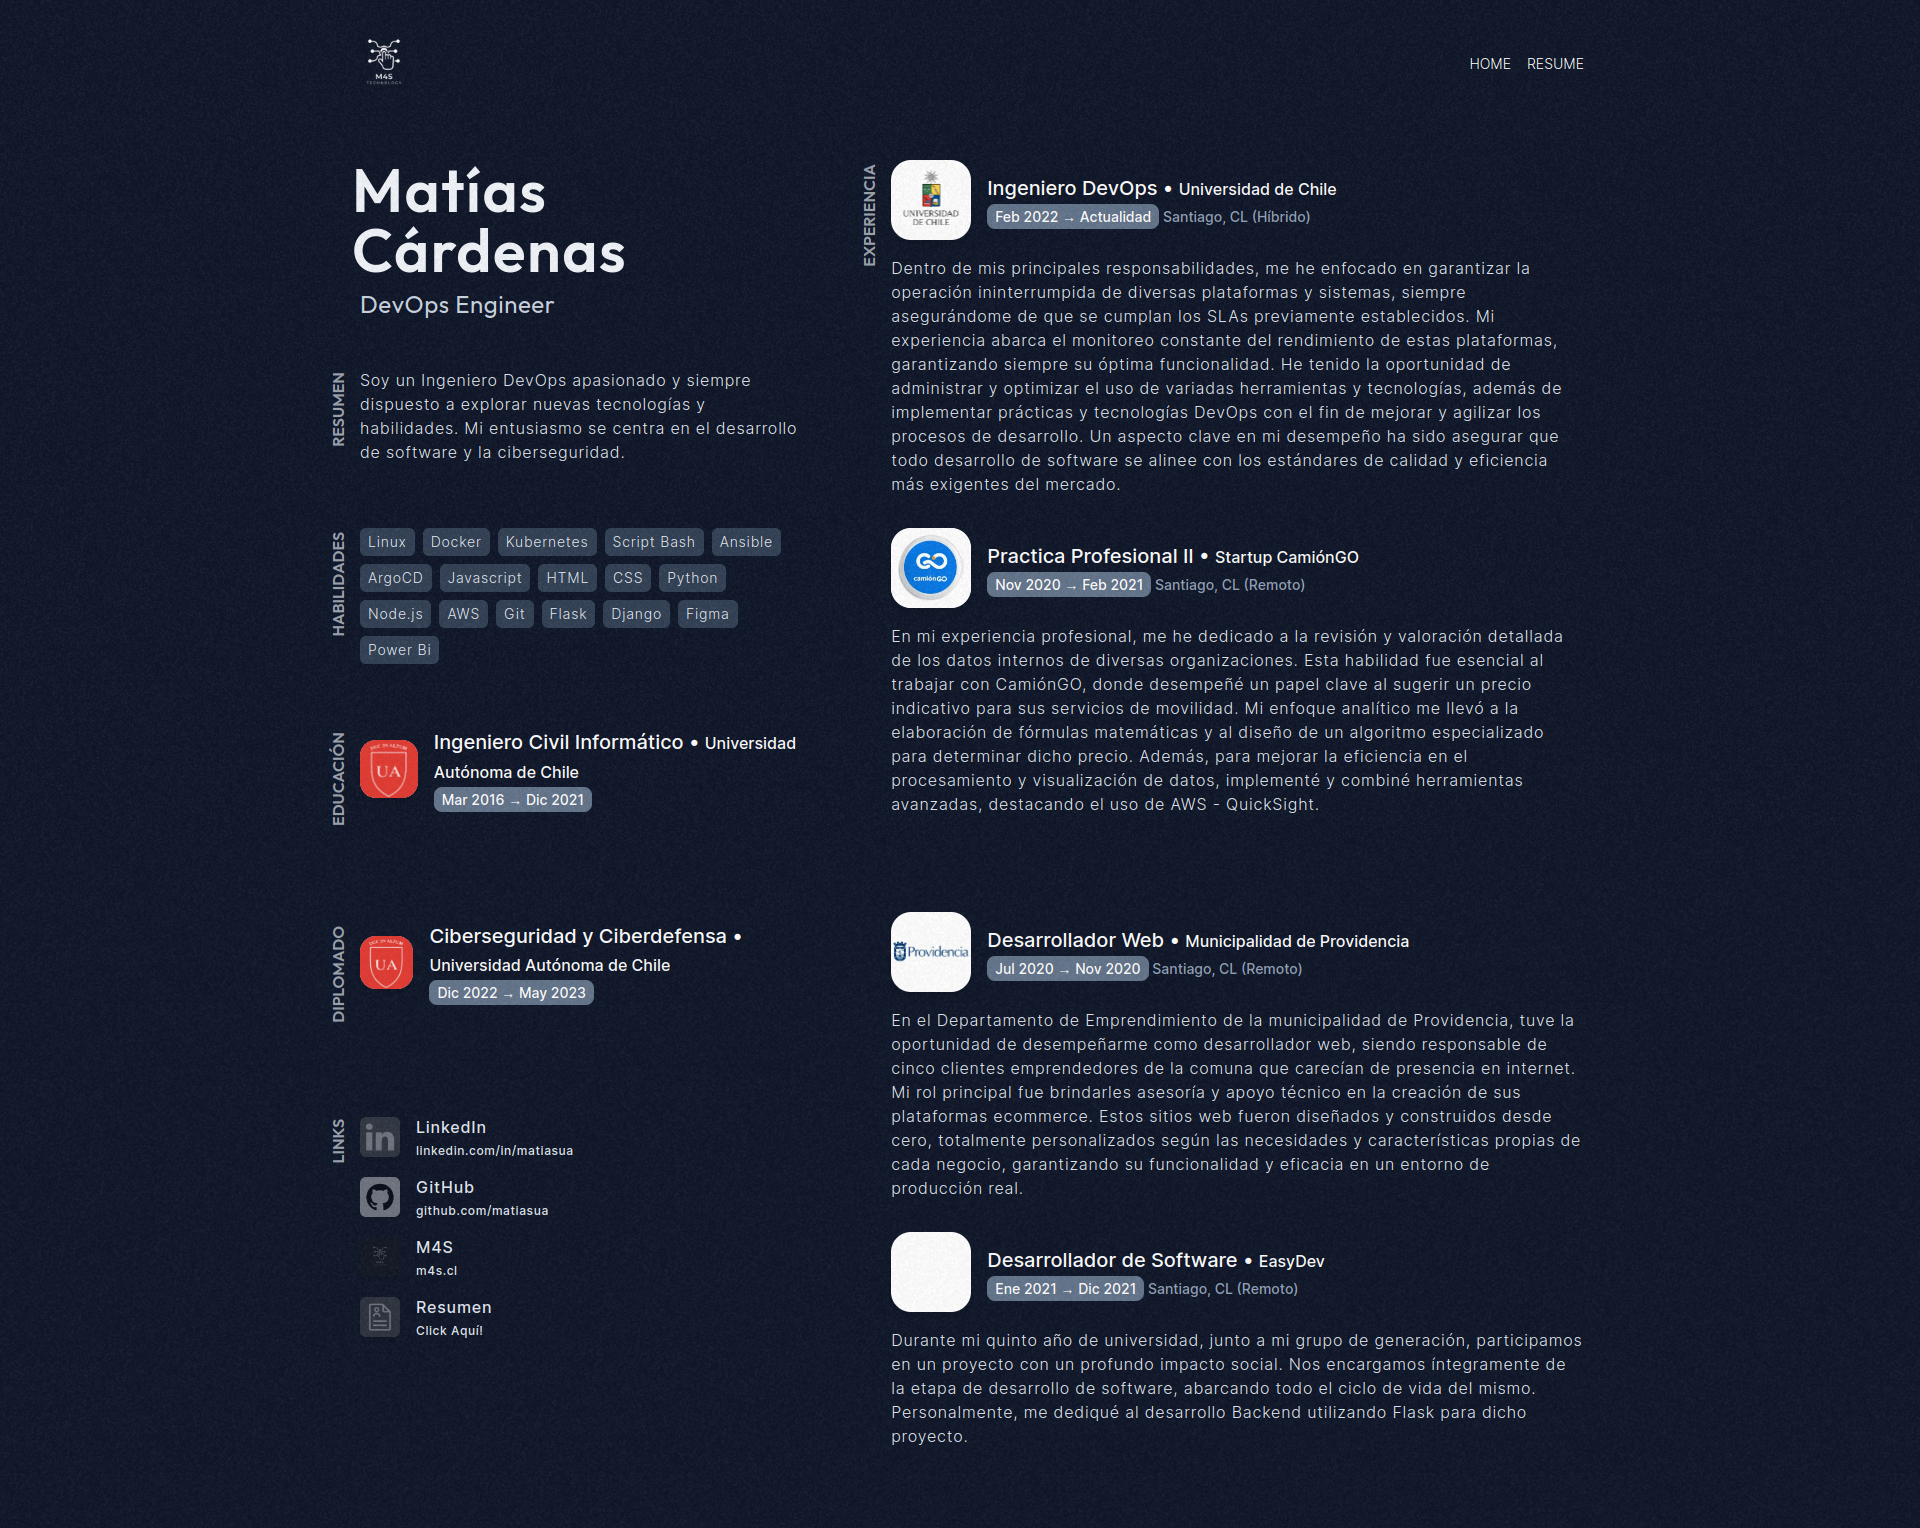 M4S
TECHNOLOGY
HOME RESUME
Matías
Cárdenas
DevOps Engineer
RESUMEN
Soy un Ingeniero DevOps apasionado y siempre
dispuesto a explorar nuevas tecnologías y
habilidades. Mi entusiasmo se centra en el desarrollo
de software y la ciberseguridad.
HABILIDADES
Linux Docker Kubernetes Script Bash Ansible
ArgoCD Javascript HTML CSS Python
Node.js AWS Git Flask Django Figma
Power Bi
EDUCACIÓN
UA
Ingeniero Civil Informático • Universidad
Autónoma de Chile
Mar 2016 → Dic 2021
DIPLOMADO
UA
Ciberseguridad y Ciberdefensa •
Universidad Autónoma de Chile
Dic 2022 → May 2023
LINKS
LinkedIn
linkedin.com/in/matiasua
GitHub
github.com/matiasua
M4S
m4s.cl
Resumen
Click Aquí!
EXPERIENCIA
UNIVERSIDAD
DE CHILE
Ingeniero DevOps • Universidad de Chile
Feb 2022 → Actualidad Santiago, CL (Híbrido)
Dentro de mis principales responsabilidades, me he enfocado en garantizar la
operación ininterrumpida de diversas plataformas y sistemas, siempre
asegurándome de que se cumplan los SLAs previamente establecidos. Mi
experiencia abarca el monitoreo constante del rendimiento de estas plataformas,
garantizando siempre su óptima funcionalidad. He tenido la oportunidad de
administrar y optimizar el uso de variadas herramientas y tecnologías, además de
implementar prácticas y tecnologías DevOps con el fin de mejorar y agilizar los
procesos de desarrollo. Un aspecto clave en mi desempeño ha sido asegurar que
todo desarrollo de software se alinee con los estándares de calidad y eficiencia
más exigentes del mercado.
GO
camiónGO
Practica Profesional II • Startup CamiónGO
Nov 2020 → Feb 2021 Santiago, CL (Remoto)
En mi experiencia profesional, me he dedicado a la revisión y valoración detallada
de los datos internos de diversas organizaciones. Esta habilidad fue esencial al
trabajar con CamiónGO, donde desempeñé un papel clave al sugerir un precio
indicativo para sus servicios de movilidad. Mi enfoque analítico me llevó a la
elaboración de fórmulas matemáticas y al diseño de un algoritmo especializado
para determinar dicho precio. Además, para mejorar la eficiencia en el
procesamiento y visualización de datos, implementé y combiné herramientas
avanzadas, destacando el uso de AWS - QuickSight.
Providencia
Desarrollador Web • Municipalidad de Providencia
Jul 2020 → Nov 2020 Santiago, CL (Remoto)
En el Departamento de Emprendimiento de la municipalidad de Providencia, tuve la
oportunidad de desempeñarme como desarrollador web, siendo responsable de
cinco clientes emprendedores de la comuna que carecían de presencia en internet.
Mi rol principal fue brindarles asesoría y apoyo técnico en la creación de sus
plataformas ecommerce. Estos sitios web fueron diseñados y construidos desde
cero, totalmente personalizados según las necesidades y características propias de
cada negocio, garantizando su funcionalidad y eficacia en un entorno de
producción real.
Desarrollador de Software • EasyDev
Ene 2021 → Dic 2021 Santiago, CL (Remoto)
Durante mi quinto año de universidad, junto a mi grupo de generación, participamos
en un proyecto con un profundo impacto social. Nos encargamos íntegramente de
la etapa de desarrollo de software, abarcando todo el ciclo de vida del mismo.
Personalmente, me dediqué al desarrollo Backend utilizando Flask para dicho
proyecto.